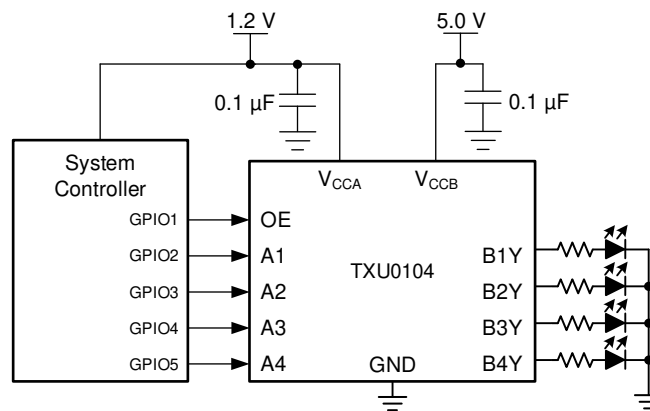 1.2 V
5.0 V
0.1 µF
0.1 µF
System
Controller
VCCA
VCCB
GPIO1
OE
GPIO2
A1
B1Y
GPIO3
A2
TXU0104
B2Y
GPIO4
A3
B3Y
GPIO5
A4
GND
B4Y